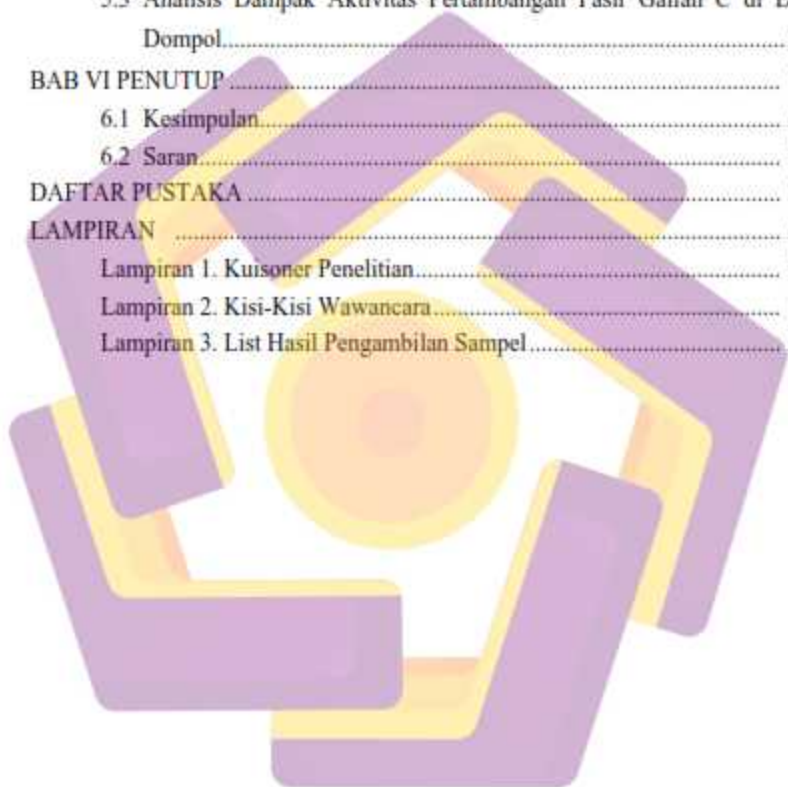 5.3 Analisis Dampak Aktivitas Pertambangan Pasir Galian C di
Dompol
BAB VI PENUTUP
6.1 Kesimpulan
6.2 Saran
DAFTAR PUSTAKA
LAMPIRAN
Lampiran 1. Kuisoner Penelitian
Lampiran 2. Kisi-Kisi Wawancara
Lampiran 3. List Hasil Pengambilan Sampel